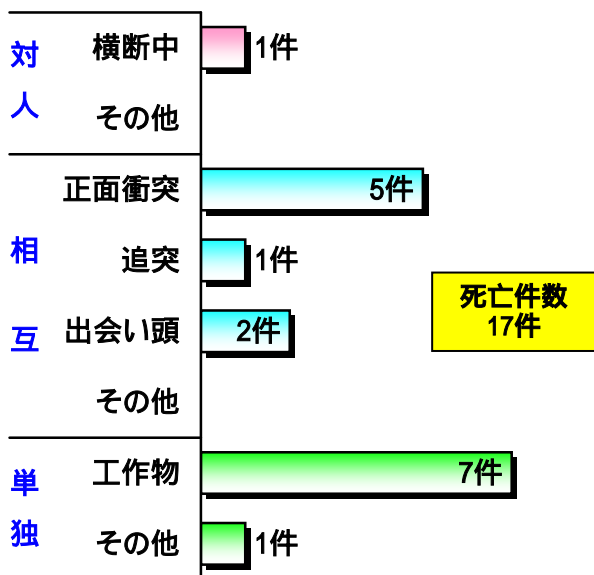 対人
横断中 1件
その他
相互
正面衝突 5件
追突 1件
出会い頭 2件
その他
死亡件数
17件
単独
工作物 7件
その他 1件